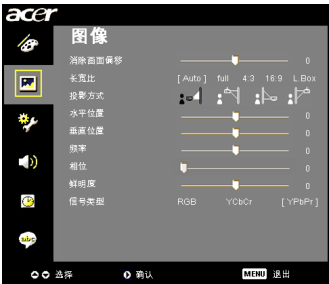 acer
图像
消除画面偏移 0
长宽比 [ Auto ] full 4:3 16:9 L.Box
投影方式
水平位置 0
垂直位置 0
频率 0
相位 0
鲜明度 0
信号类型 RGB YCbCr [ YPbPr ]
abc
选择 确认 MENU 退出